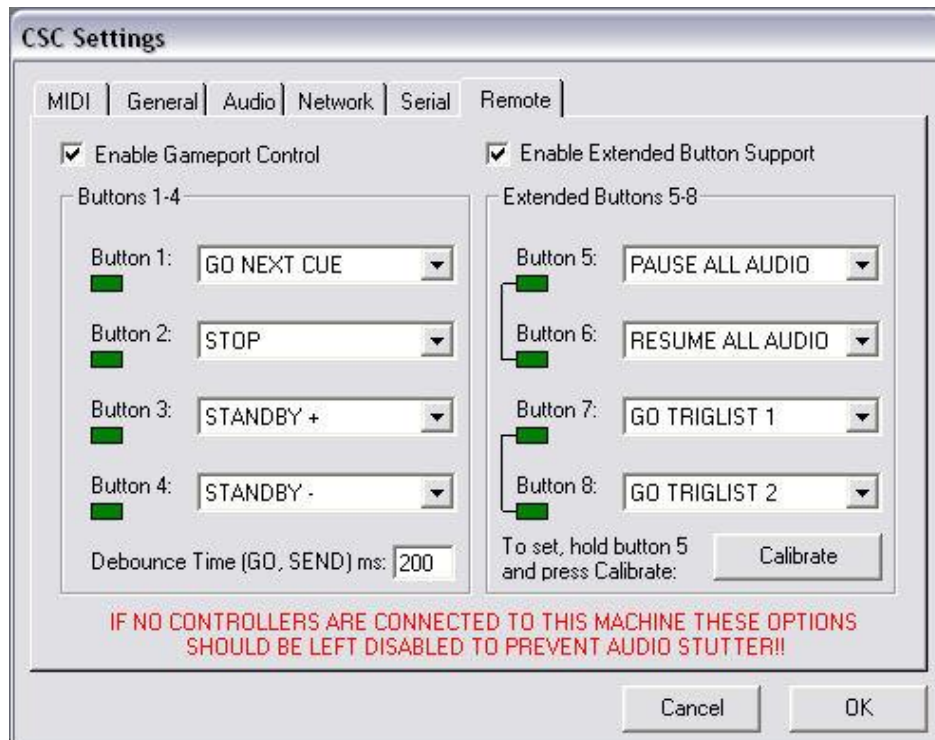 CSC Settings
MIDI General Audio Network Serial Remote
Enable Gameport Control
Enable Extended Button Support
Buttons 1-4
Button 1: GO NEXT CUE
Button 2: STOP
Button 3: STANDBY +
Button 4: STANDBY -
Debounce Time (GO, SEND) ms: 200
Extended Buttons 5-8
Button 5: PAUSE ALL AUDIO
Button 6: RESUME ALL AUDIO
Button 7: GO TRIGLIST 1
Button 8: GO TRIGLIST 2
To set, hold button 5
and press Calibrate:
Calibrate
IF NO CONTROLLERS ARE CONNECTED TO THIS MACHINE THESE OPTIONS
SHOULD BE LEFT DISABLED TO PREVENT AUDIO STUTTER!!
Cancel OK